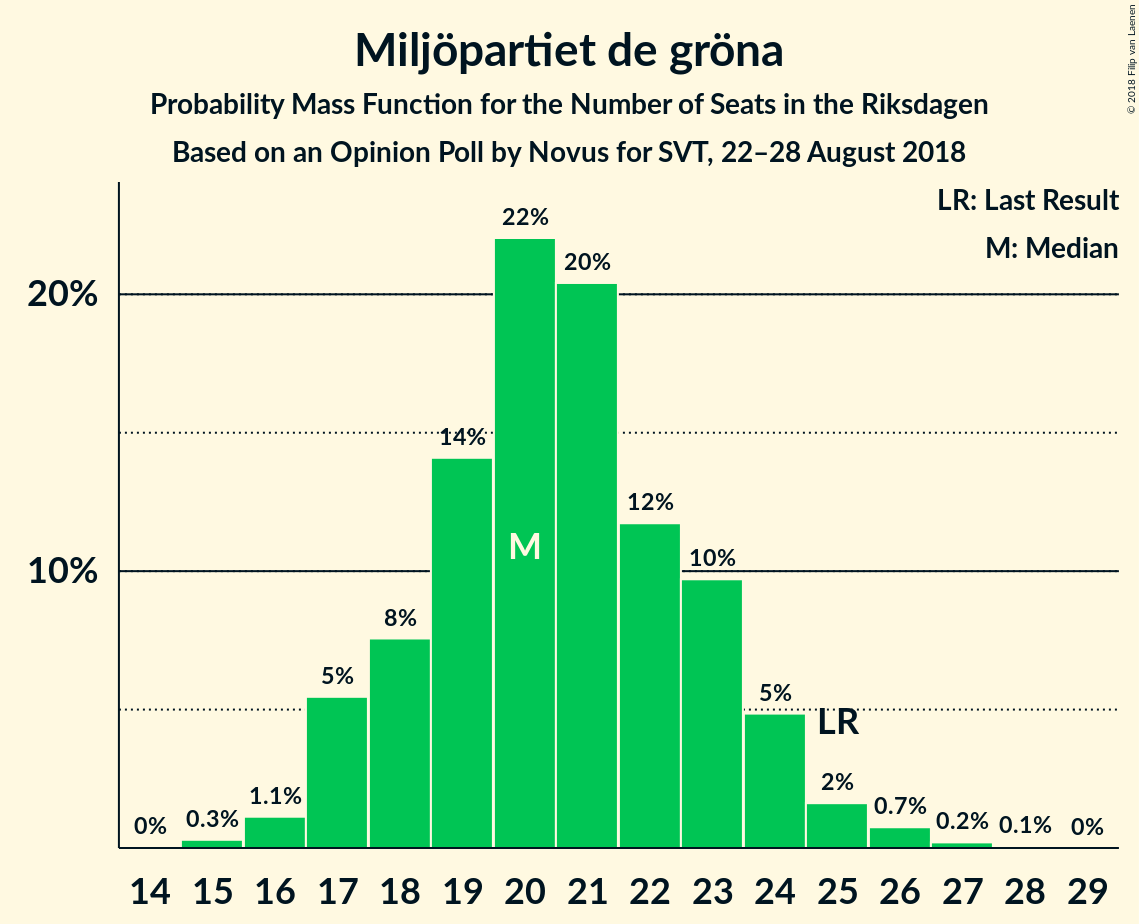 Miljöpartiet de gröna
Probability Mass Function for the Number of Seats in the Riksdagen
Based on an Opinion Poll by Novus for SVT, 22–28 August 2018
© 2018 Filip van Laenen
LR: Last Result
M: Median
20%
10%
0%
0.3%
1.1%
5%
8%
14%
22%
20%
12%
10%
5%
2%
0.7%
0.2%
0.1%
0%
M
LR
14 15 16 17 18 19 20 21 22 23 24 25 26 27 28 29